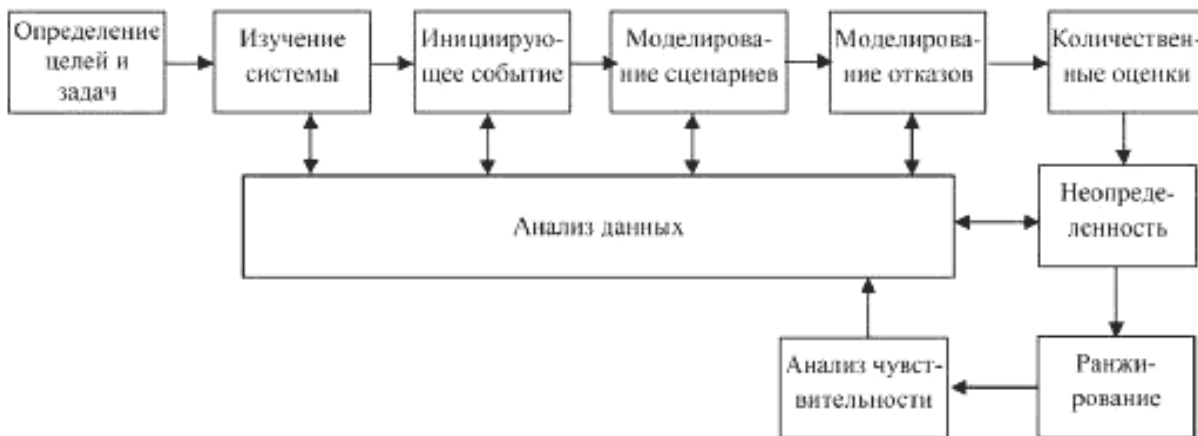 Определение
целей и
задач
Изучение
системы
Иницирую-
щее событие
Моделирова-
ние сценариев
Моделирова-
ние отказов
Количествен-
ные оценки
Анализ данных
Неопреде-
ленность
Анализ чувст-
вительности
Ранжи-
рование